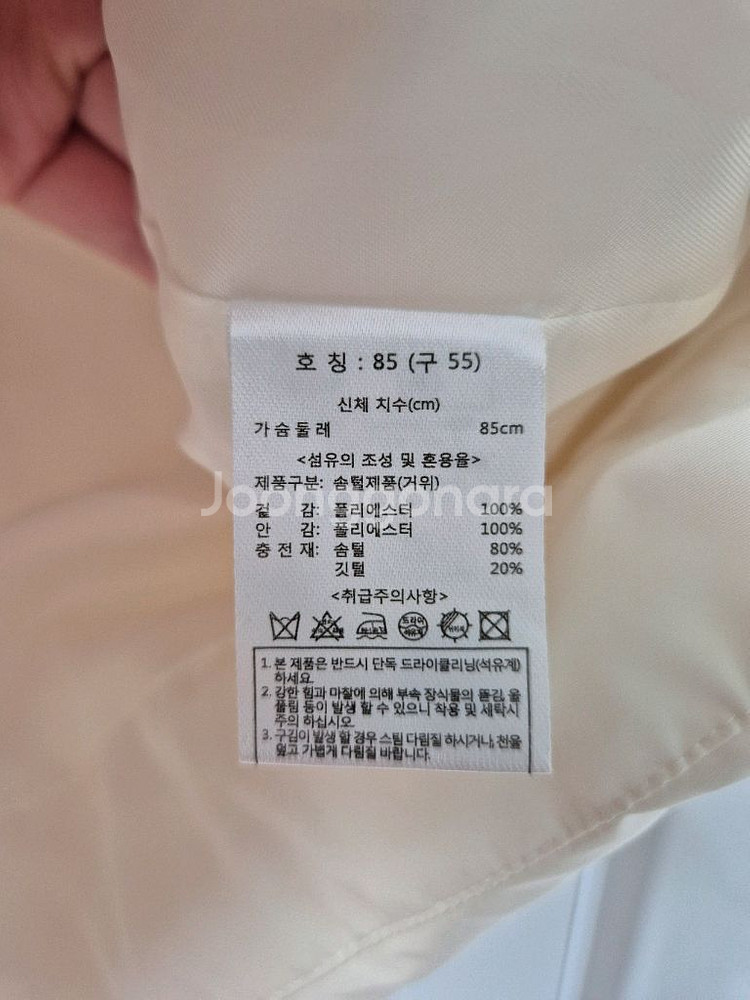 호 칭 : 85 (구 55)
신체 치수(cm)
가슴둘레 85cm
<섬유의 조성 및 혼용율>
제품구분: 솜털제품(거위)
Joonggonara
겉 감: 폴리에스터 100%
안 감: 폴리에스터 100%
충전재: 솜털 80%
깃털 20%
<취급주의사항>
드라이
석유계
1. 본 제품은 반드시 단독 드라이클리닝(석유계)
하세요.
2. 강한 힘과 마찰에 의해 부속 장식물의 뜯김, 올
풀림 등이 발생 할 수 있으니 착용 및 세탁시
주의 하십시오.
3. 구김이 발생 할 경우 스팀 다림질 하시거나, 천을
덮고 가볍게 다림질 바랍니다.